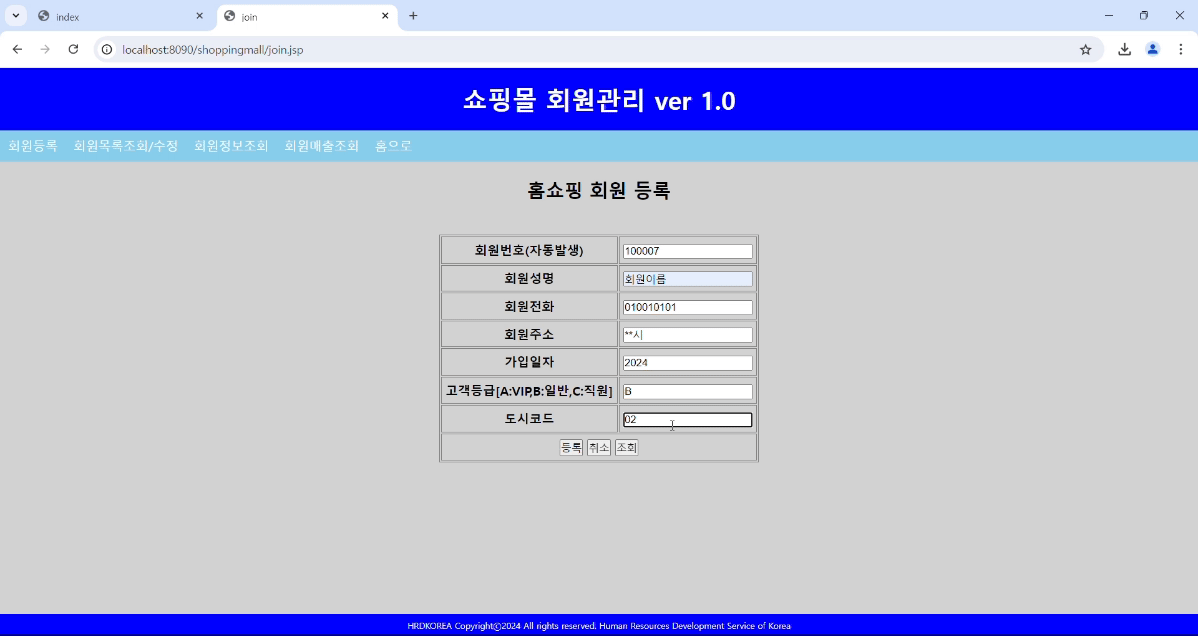 index
join
localhost:8090/shoppingmall/join.jsp
쇼핑몰 회원관리 ver 1.0
회원등록 회원목록조회/수정 회원정보조회 회원매출조회 홈으로
홈쇼핑 회원 등록
회원번호(자동발생) 100007
회원성명 회원이름
회원전화 010010101
회원주소 **시
가입일자 2024
고객등급[A:VIP,B:일반,C:직원] B
도시코드 02
등록 취소 조회
HRDKOREA Copyright©2024 All rights reserved. Human Resources Development Service of Korea